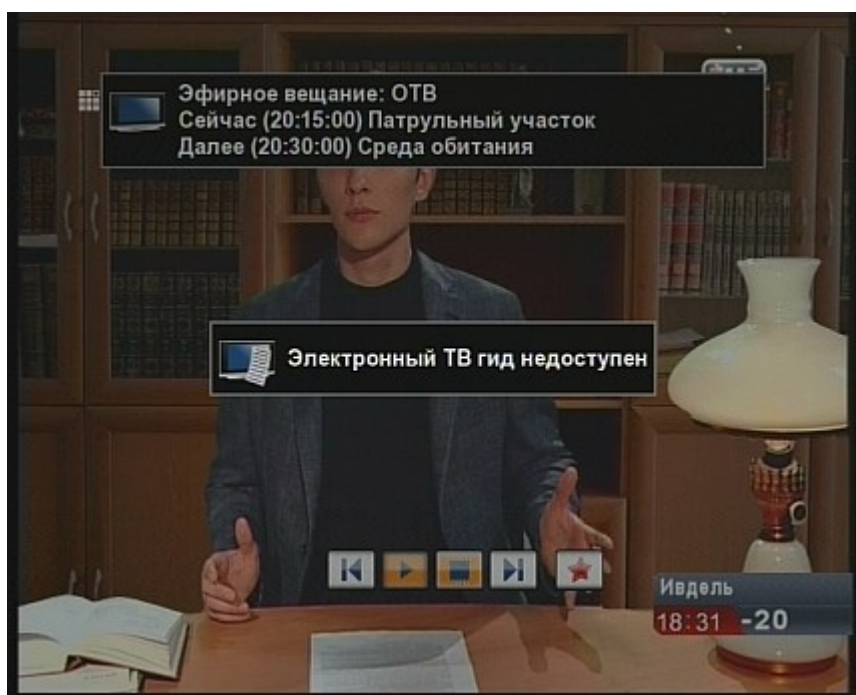 Эфирное вещание: ОТВ
Сейчас (20:15:00) Патрульный участок
Далее (20:30:00) Среда обитания
Электронный ТВ гид недоступен
Ивдель
18:31 -20